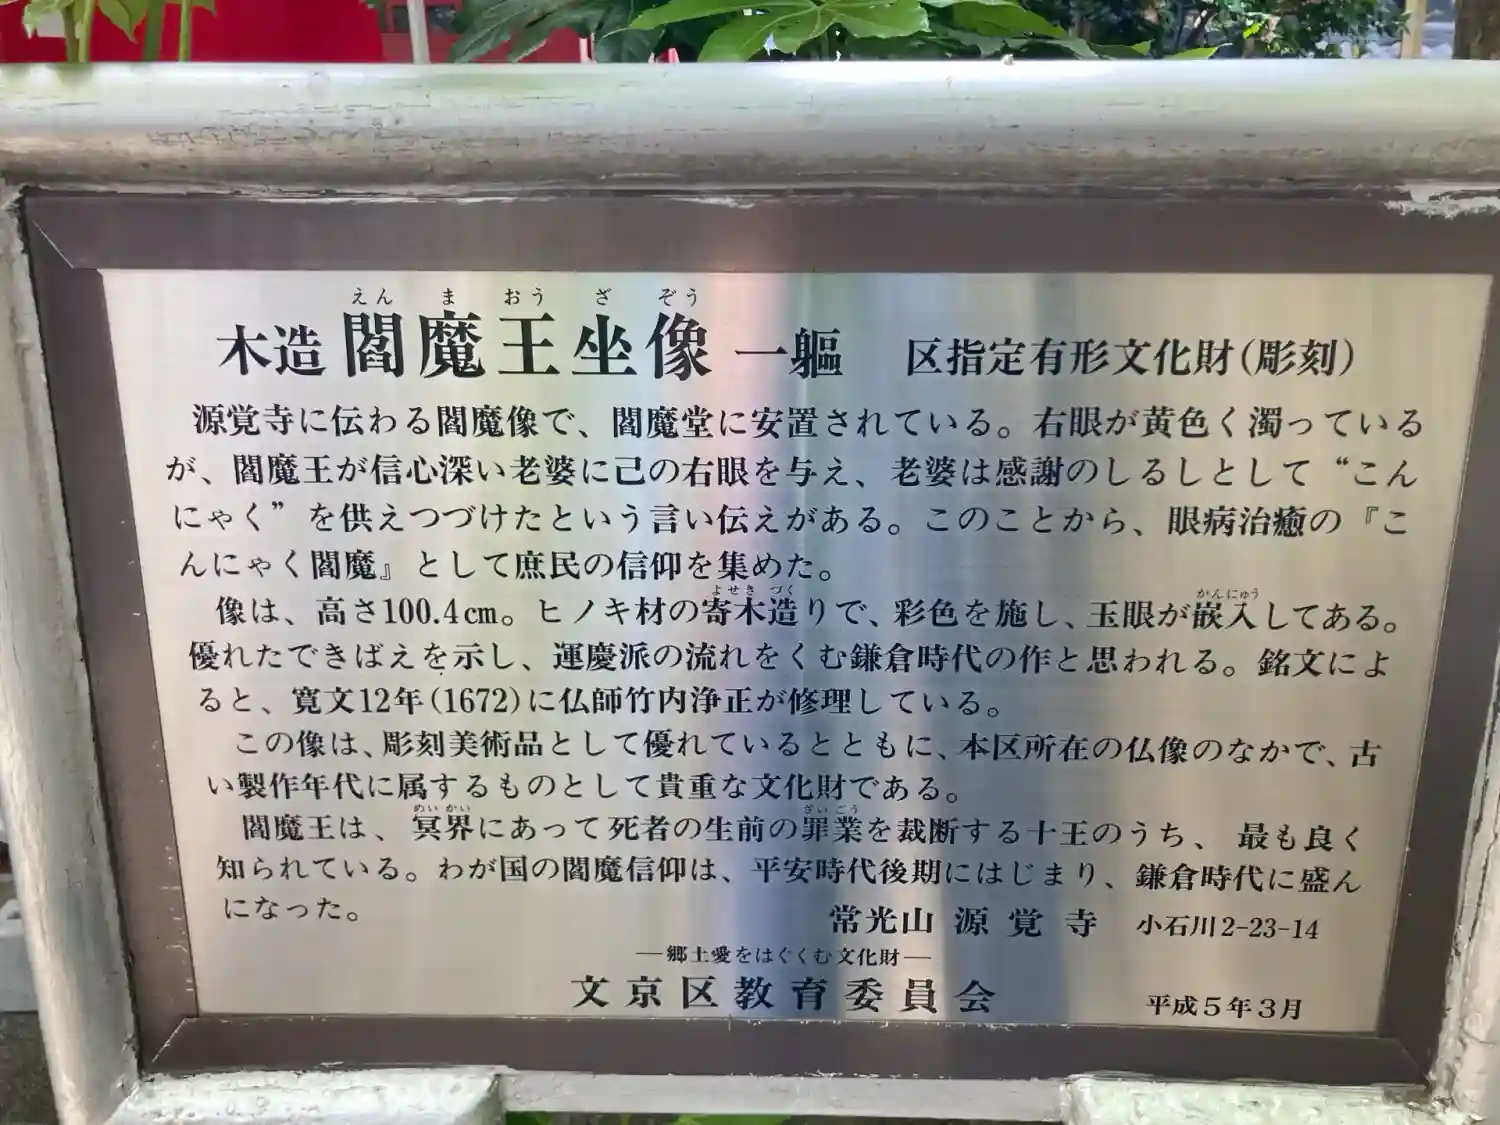 えんまおうざぞう
木造 閻魔王坐像 一軀 区指定有形文化財(彫刻)
源覚寺に伝わる閻魔像で、閻魔堂に安置されている。右眼が黄色く濁っている
が、閻魔王が信心深い老婆に己の右眼を与え、老婆は感謝のしるしとして“こん
にゃく”を供えつづけたという言い伝えがある。このことから、眼病治癒の『こ
んにゃく閻魔』として庶民の信仰を集めた。
よせきづく かんにゅう
像は、高さ100.4cm。ヒノキ材の寄木造りで、彩色を施し、玉眼が嵌入してある。
優れたできばえを示し、運慶派の流れをくむ鎌倉時代の作と思われる。銘文によ
ると、寛文12年(1672)に仏師竹内浄正が修理している。
この像は、彫刻美術品として優れているとともに、本区所在の仏像のなかで、古
い製作年代に属するものとして貴重な文化財である。
めいかい ざいごう
閻魔王は、冥界にあって死者の生前の罪業を裁断する十王のうち、最も良く
知られている。わが国の閻魔信仰は、平安時代後期にはじまり、鎌倉時代に盛ん
になった。
常光山 源覚寺 小石川2-23-14
―郷土愛をはぐくむ文化財―
文京区教育委員会 平成5年3月